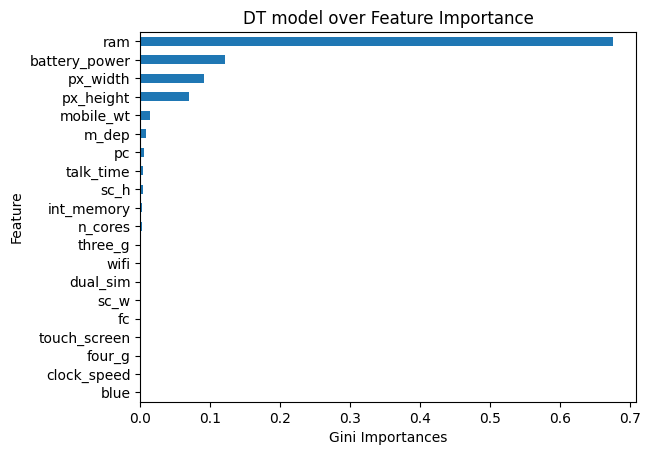 DT model over Feature Importance
ram
battery_power
px_width
px_height
mobile_wt
m_dep
pc
talk_time
sc_h
int_memory
n_cores
three_g
wifi
dual_sim
sc_w
fc
touch_screen
four_g
clock_speed
blue
Feature
0.0 0.1 0.2 0.3 0.4 0.5 0.6 0.7
Gini Importances